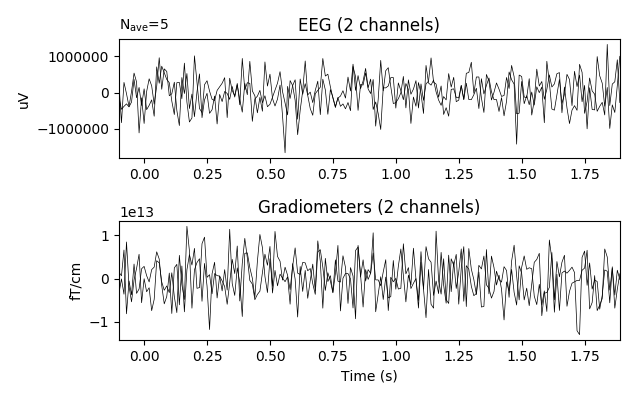 N_ave=5
EEG (2 channels)
1000000
0
−1000000
uV
0.00 0.25 0.50 0.75 1.00 1.25 1.50 1.75
Gradiometers (2 channels)
1e13
1
0
−1
fT/cm
0.00 0.25 0.50 0.75 1.00 1.25 1.50 1.75
Time (s)